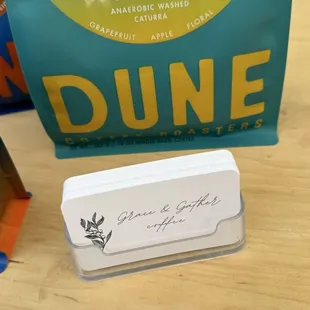 ANAEROBIC WASHED
CATURRA
GRAPEFRUIT APPLE FLORAL
DUNE
COFFEE ROASTERS
Grace & Gather
coffee